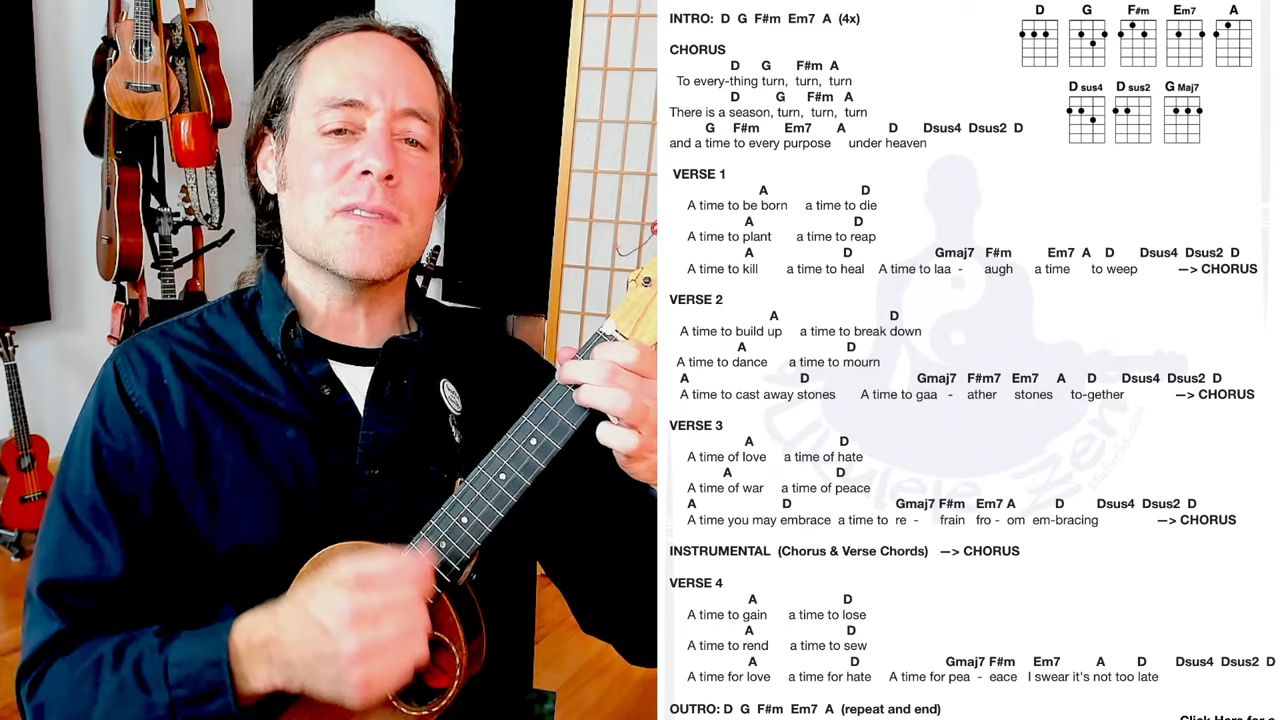 INTRO: D G F#m Em7 A (4x)
D G F#m Em7 A
CHORUS
D G F#m A
To every-thing turn, turn, turn
D sus4 D sus2 G Maj7
D G F#m A
There is a season, turn, turn, turn
G F#m Em7 A D Dsus4 Dsus2 D
and a time to every purpose under heaven
VERSE 1
A D
A time to be born a time to die
A D
A time to plant a time to reap
A D Gmaj7 F#m Em7 A D Dsus4 Dsus2 D
A time to kill a time to heal A time to laa - augh a time to weep —> CHORUS
VERSE 2
A D
A time to build up a time to break down
A D
A time to dance a time to mourn
A D Gmaj7 F#m7 Em7 A D Dsus4 Dsus2 D
A time to cast away stones A time to gaa - ather stones to-gether —> CHORUS
VERSE 3
A D
A time of love a time of hate
A D
A time of war a time of peace
A D Gmaj7 F#m Em7 A D Dsus4 Dsus2 D
A time you may embrace a time to re - frain fro - om em-bracing —> CHORUS
Ukulele Zen
INSTRUMENTAL (Chorus & Verse Chords) —> CHORUS
VERSE 4
A D
A time to gain a time to lose
A D
A time to rend a time to sew
A D Gmaj7 F#m Em7 A D Dsus4 Dsus2 D
A time for love a time for hate A time for pea - eace I swear it's not too late
OUTRO: D G F#m Em7 A (repeat and end)
Click Here for